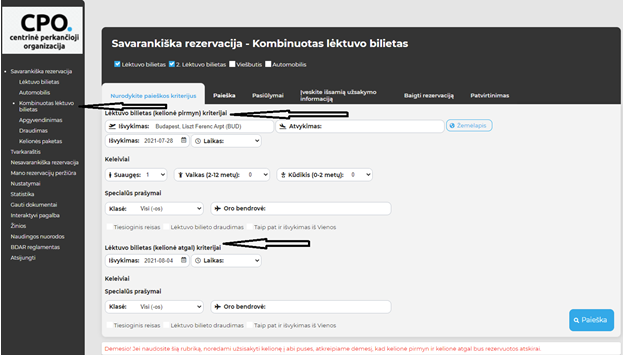 CPO.
centrinė perkančioji
organizacija
Savarankiška rezervacija
Lėktuvo bilietas
Automobilis
Kombinuotas lėktuvo
bilietas
Apgyvendinimas
Draudimas
Kelionės paketas
Tvarkaraštis
Nesavarankiška rezervacija
Mano rezervacijų peržiūra
Nustatymai
Statistika
Gauti dokumentai
Interaktyvi pagalba
Žinios
Naudingos nuorodos
BDAR reglamentas
Atsijungti
Savarankiška rezervacija - Kombinuotas lėktuvo bilietas
Lėktuvo bilietas 2. Lėktuvo bilietas Viešbutis Automobilis
Nurodykite paieškos kriterijus Paieška Pasiūlymai Įveskite išsamią užsakymo informaciją Baigti rezervaciją Patvirtinimas
Lėktuvo bilietas (kelionė pirmyn) kriterijai
Išvykimas: Budapest, Liszt Ferenc Arpt (BUD) Atvykimas: Žemėlapis
Išvykimas: 2021-07-28 Laikas:
Keleiviai
Suaugęs: 1 Vaikas (2-12 metų): 0 Kūdikis (0-2 metų): 0
Specialūs prašymai
Klasė: Visi (-os) Oro bendrovė:
Tiesioginis reisas Lėktuvo bilieto draudimas Taip pat ir išvykimas iš Vienos
Lėktuvo bilietas (kelionė atgal) kriterijai
Išvykimas: 2021-08-04 Laikas:
Keleiviai
Specialūs prašymai
Klasė: Visi (-os) Oro bendrovė:
Tiesioginis reisas Lėktuvo bilieto draudimas Taip pat ir išvykimas iš Vienos
Paieška
Dėmesio! Jei naudosite šią rubriką, norėdami užsisakyti kelionę į abi puses, atkreipiame dėmesį, kad kelionė pirmyn ir kelionė atgal bus rezervuotos atskirai.